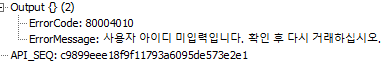 Output {} (2)
ErrorCode: 80004010
ErrorMessage: 사용자 아이디 미입력입니다. 확인 후 다시 거래하십시오.
API_SEQ: c9899eee18f9f11793a6095de573e2e1